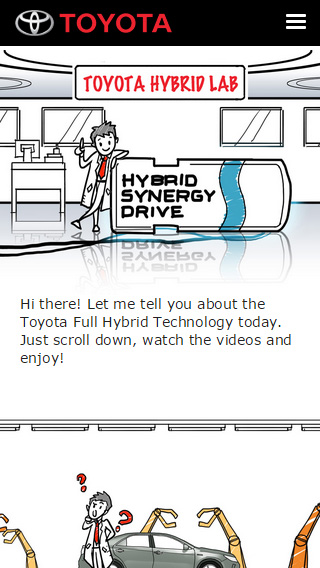 TOYOTA
TOYOTA HYBRID LAB
HYBRID
SYNERGY
DRIVE
Hi there! Let me tell you about the
Toyota Full Hybrid Technology today.
Just scroll down, watch the videos and
enjoy!
?
?